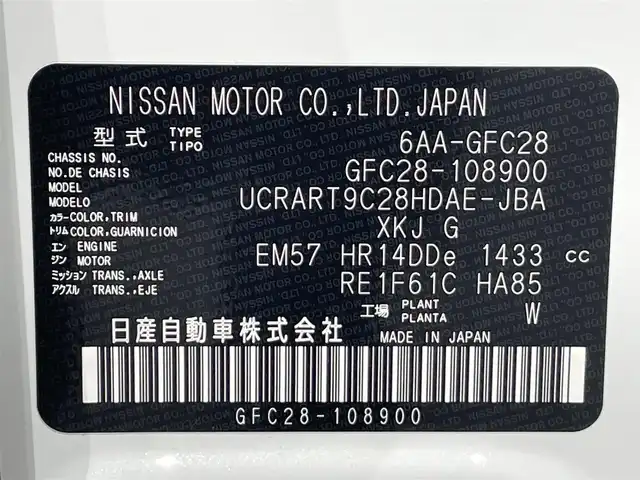 NISSAN MOTOR CO.,LTD.JAPAN
型式 TYPE TIPO 6AA-GFC28
CHASSIS NO.
NO.DE CHASIS GFC28-108900
MODEL
MODELO UCRART9C28HDAE-JBA
カラー COLOR,TRIM
トリム COLOR,GUARNICION XKJ G
エン ENGINE
ジン MOTOR EM57 HR14DDe 1433 cc
ミッション TRANS.,AXLE
アクスル TRANS.,EJE RE1F61C HA85
工場 PLANT PLANTA W
日産自動車株式会社 MADE IN JAPAN
GFC28-108900